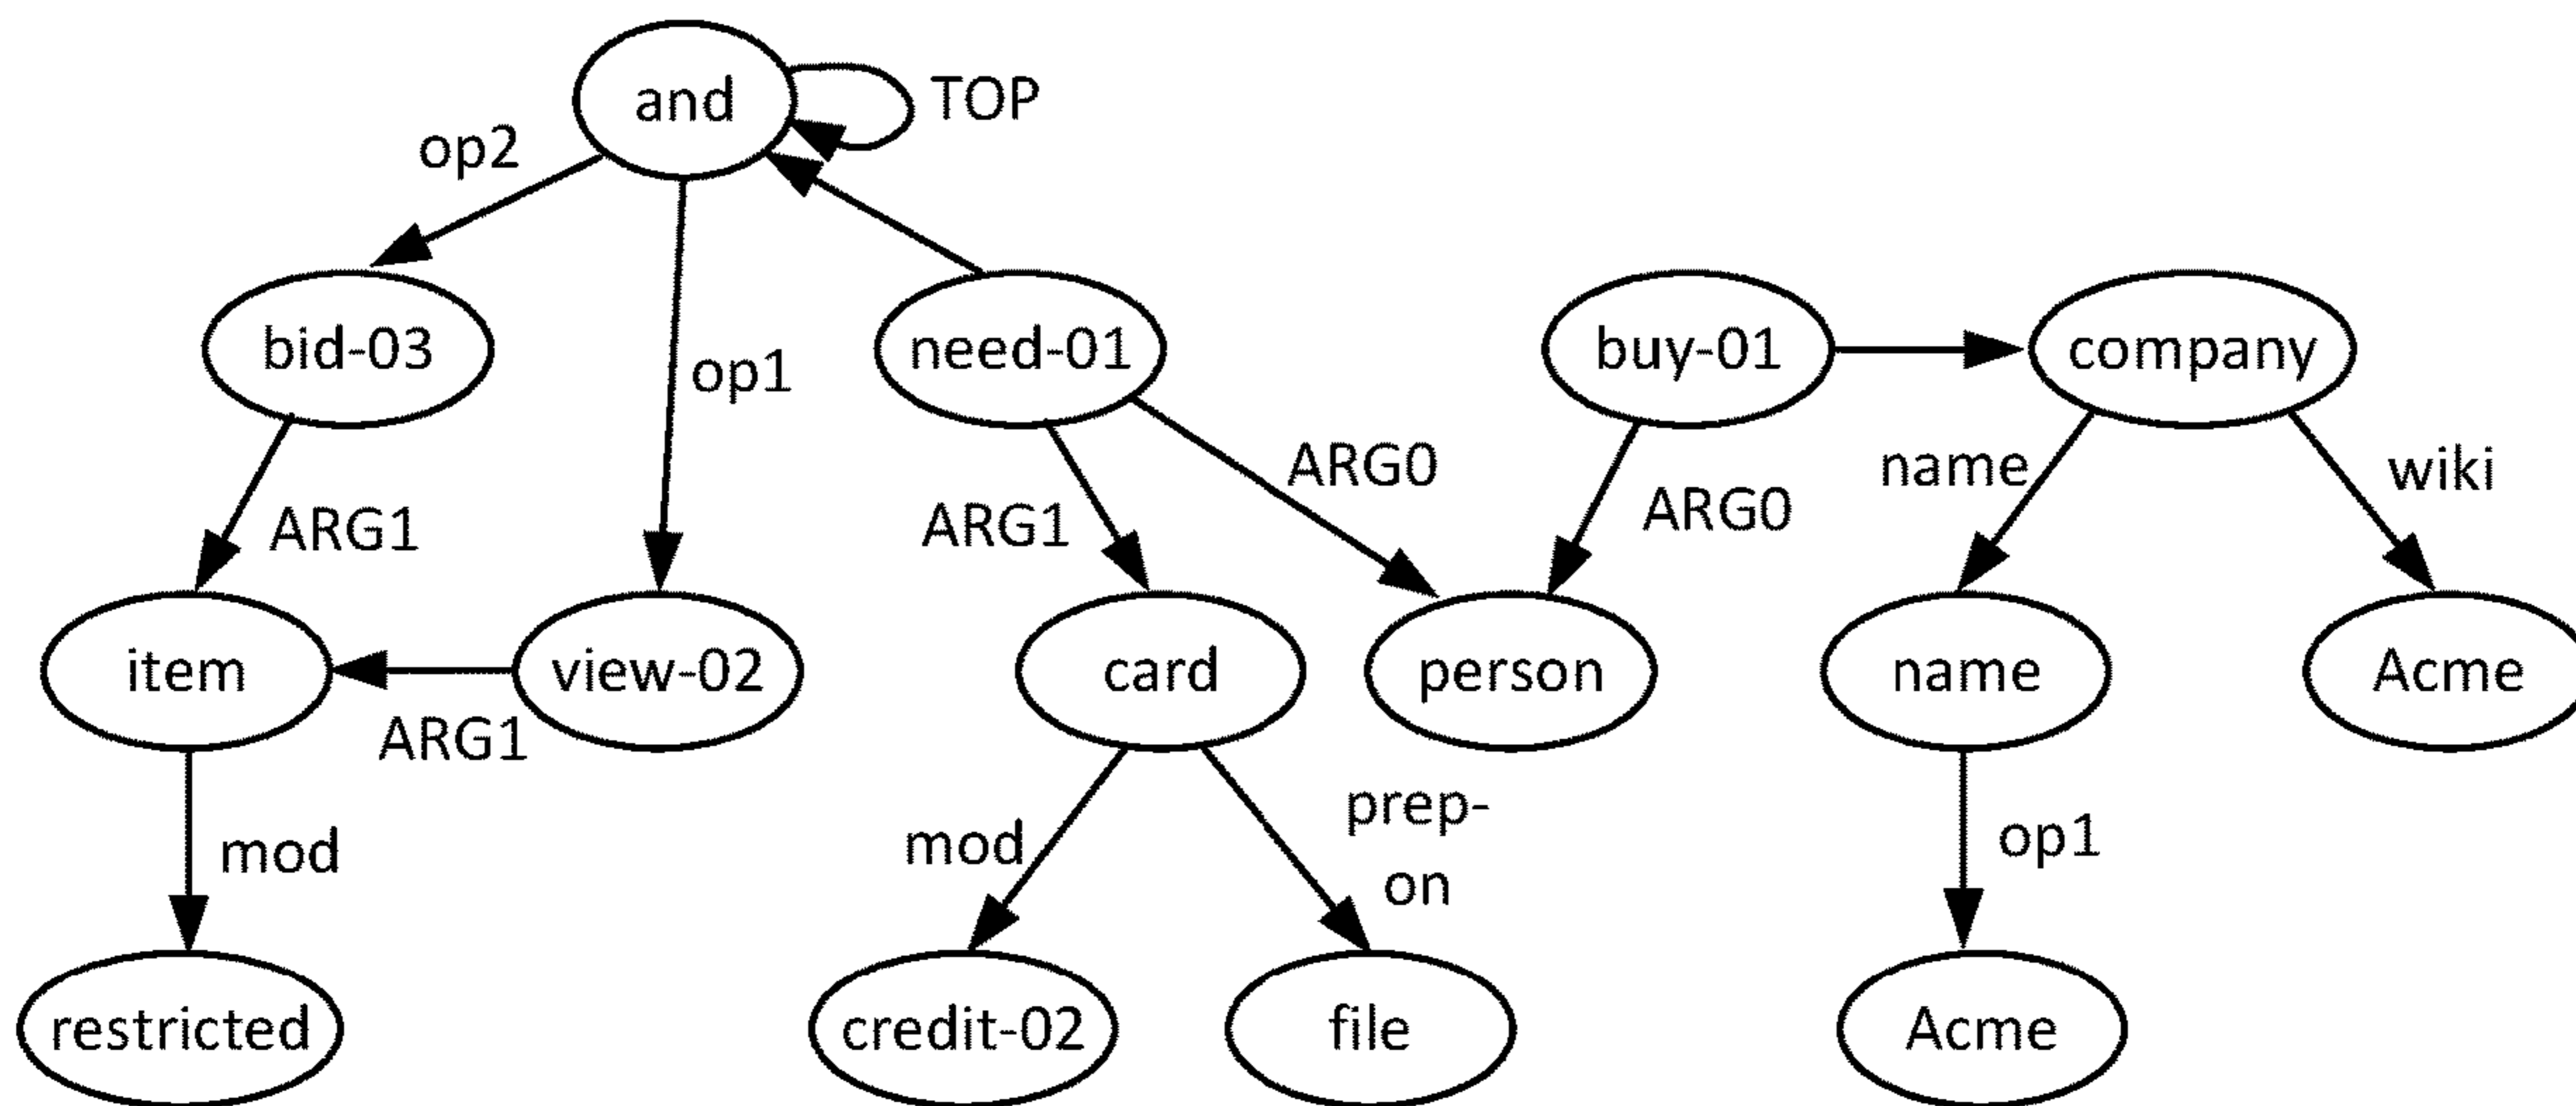 and
TOP
op2
bid-03
op1
need-01
buy-01
company
ARG1
ARG1
ARG0
ARG0
name
wiki
item
view-02
ARG1
card
person
name
Acme
mod
mod
prep-
on
op1
restricted
credit-02
file
Acme